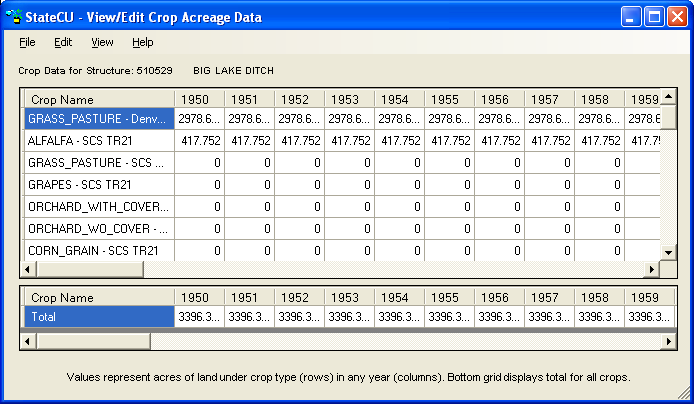 StateCU - View/Edit Crop Acreage Data
File Edit View Help
Crop Data for Structure: 510529 BIG LAKE DITCH
Crop Name 1950 1951 1952 1953 1954 1955 1956 1957 1958 1959
GRASS_PASTURE - Denv... 2978.6... 2978.6... 2978.6... 2978.6... 2978.6... 2978.6... 2978.6... 2978.6... 2978.6... 2978.6
ALFALFA - SCS TR21 417.752 417.752 417.752 417.752 417.752 417.752 417.752 417.752 417.752 417.75
GRASS_PASTURE - SCS ... 0 0 0 0 0 0 0 0 0
GRAPES - SCS TR21 0 0 0 0 0 0 0 0 0
ORCHARD_WITH_COVER... 0 0 0 0 0 0 0 0 0
ORCHARD_WO_COVER - ... 0 0 0 0 0 0 0 0 0
CORN_GRAIN - SCS TR21 0 0 0 0 0 0 0 0 0
Crop Name 1950 1951 1952 1953 1954 1955 1956 1957 1958 1959
Total 3396.3... 3396.3... 3396.3... 3396.3... 3396.3... 3396.3... 3396.3... 3396.3... 3396.3... 3396.3...
Values represent acres of land under crop type (rows) in any year (columns). Bottom grid displays total for all crops.